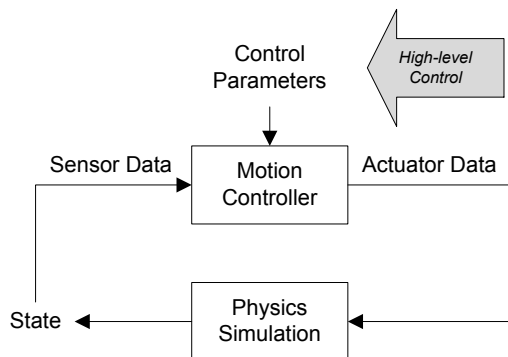 Control
Parameters
High-level
Control
Sensor Data
Motion
Controller
Actuator Data
State
Physics
Simulation